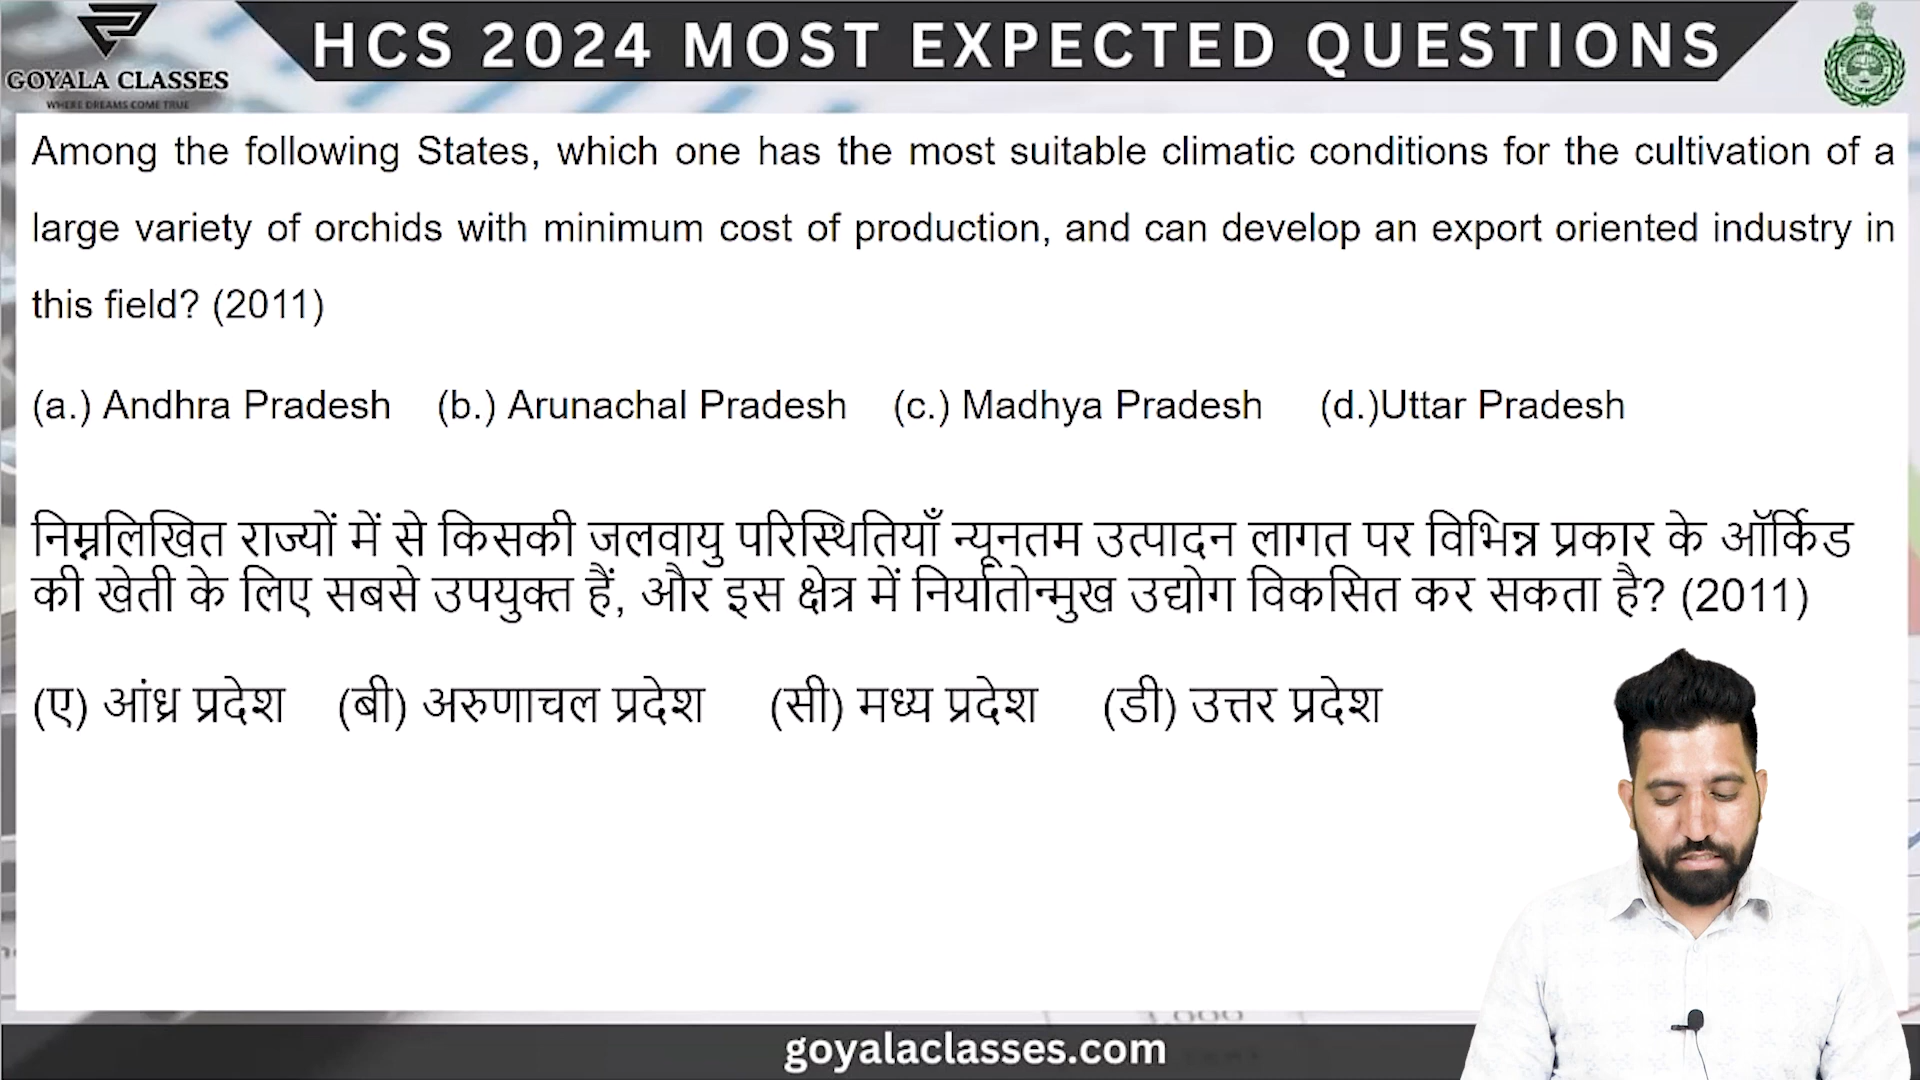 HCS 2024 MOST EXPECTED QUESTIONS
GOYALA CLASSES
WHERE DREAMS COME TRUE
Among the following States, which one has the most suitable climatic conditions for the cultivation of a
large variety of orchids with minimum cost of production, and can develop an export oriented industry in
this field? (2011)
(a.) Andhra Pradesh (b.) Arunachal Pradesh (c.) Madhya Pradesh (d.)Uttar Pradesh
निम्नलिखित राज्यों में से किसकी जलवायु परिस्थितियाँ न्यूनतम उत्पादन लागत पर विभिन्न प्रकार के ऑर्किड
की खेती के लिए सबसे उपयुक्त हैं, और इस क्षेत्र में निर्यातोन्मुख उद्योग विकसित कर सकता है? (2011)
(ए) आंध्र प्रदेश (बी) अरुणाचल प्रदेश (सी) मध्य प्रदेश (डी) उत्तर प्रदेश
goyalaclasses.com